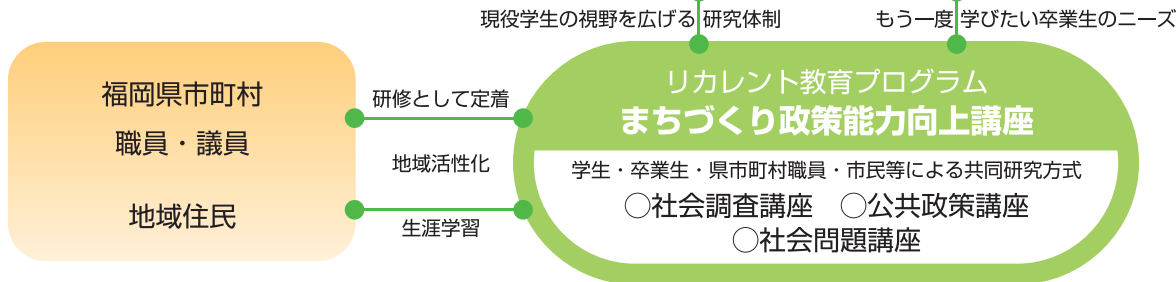 現役学生の視野を広げる 研究体制
もう一度 学びたい卒業生のニーズ
福岡県市町村
職員・議員
地域住民
研修として定着
地域活性化
生涯学習
リカレント教育プログラム
まちづくり政策能力向上講座
学生・卒業生・県市町村職員・市民等による共同研究方式
○社会調査講座 ○公共政策講座
○社会問題講座